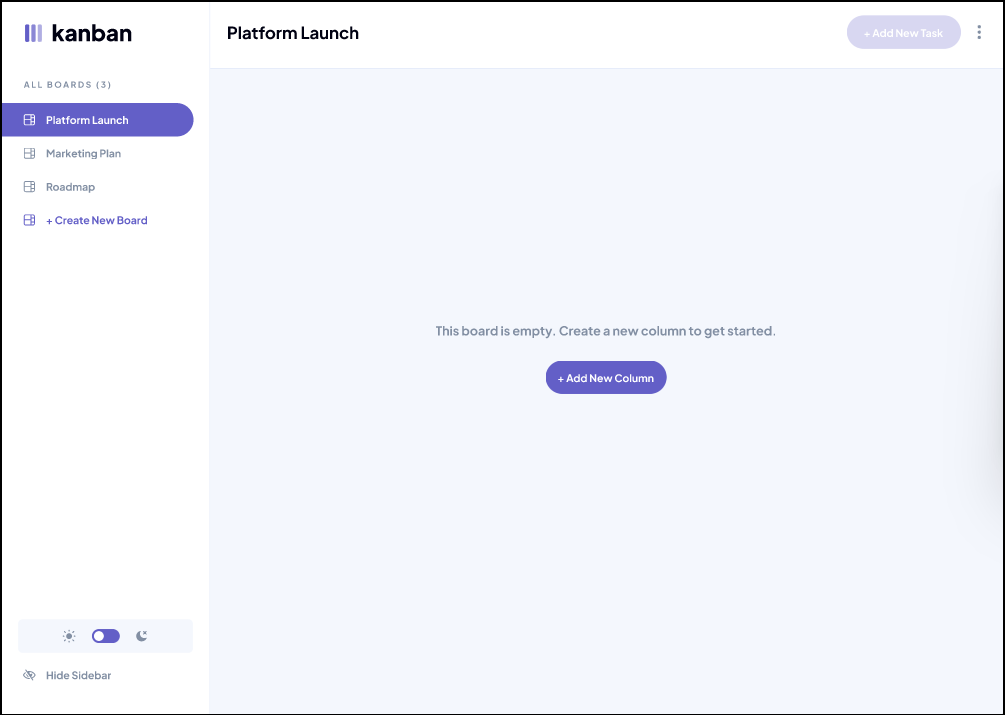 kanban
Platform Launch
+ Add New Task
ALL BOARDS (3)
Platform Launch
Marketing Plan
Roadmap
+ Create New Board
This board is empty. Create a new column to get started.
+ Add New Column
Hide Sidebar